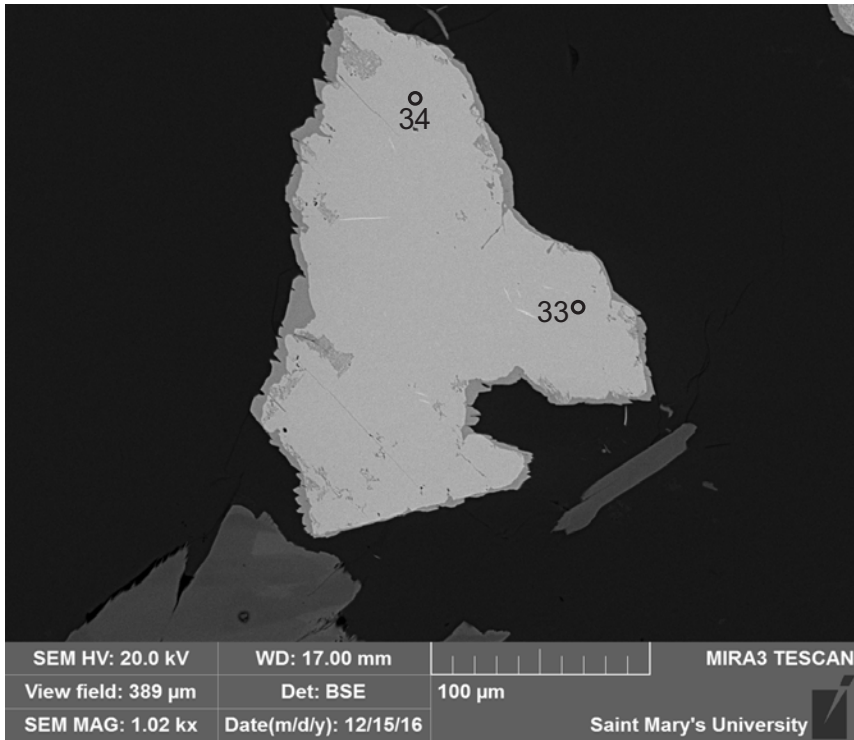 34
33
SEM HV: 20.0 kV
WD: 17.00 mm
MIRA3 TESCAN
View field: 389 µm
Det: BSE
100 µm
SEM MAG: 1.02 kx
Date(m/d/y): 12/15/16
Saint Mary's University